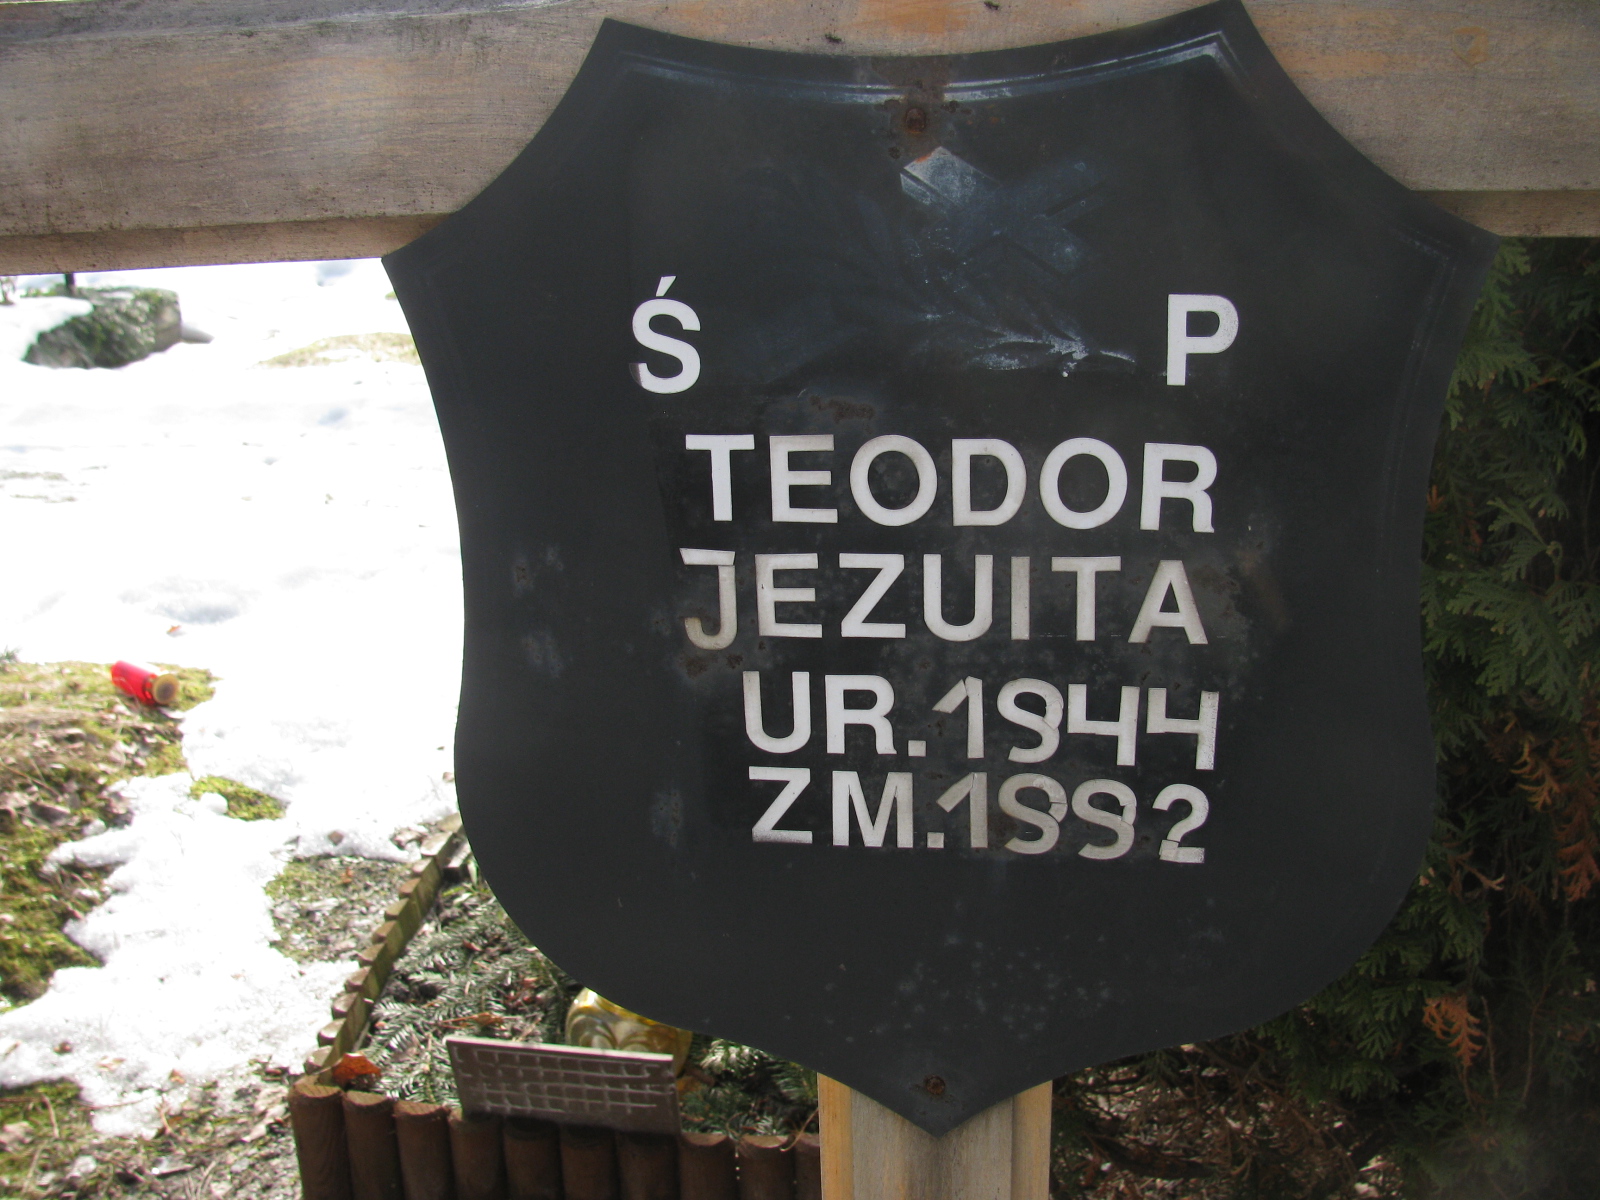 Ś P
TEODOR
JEZUITA
UR.1944
ZM.1992